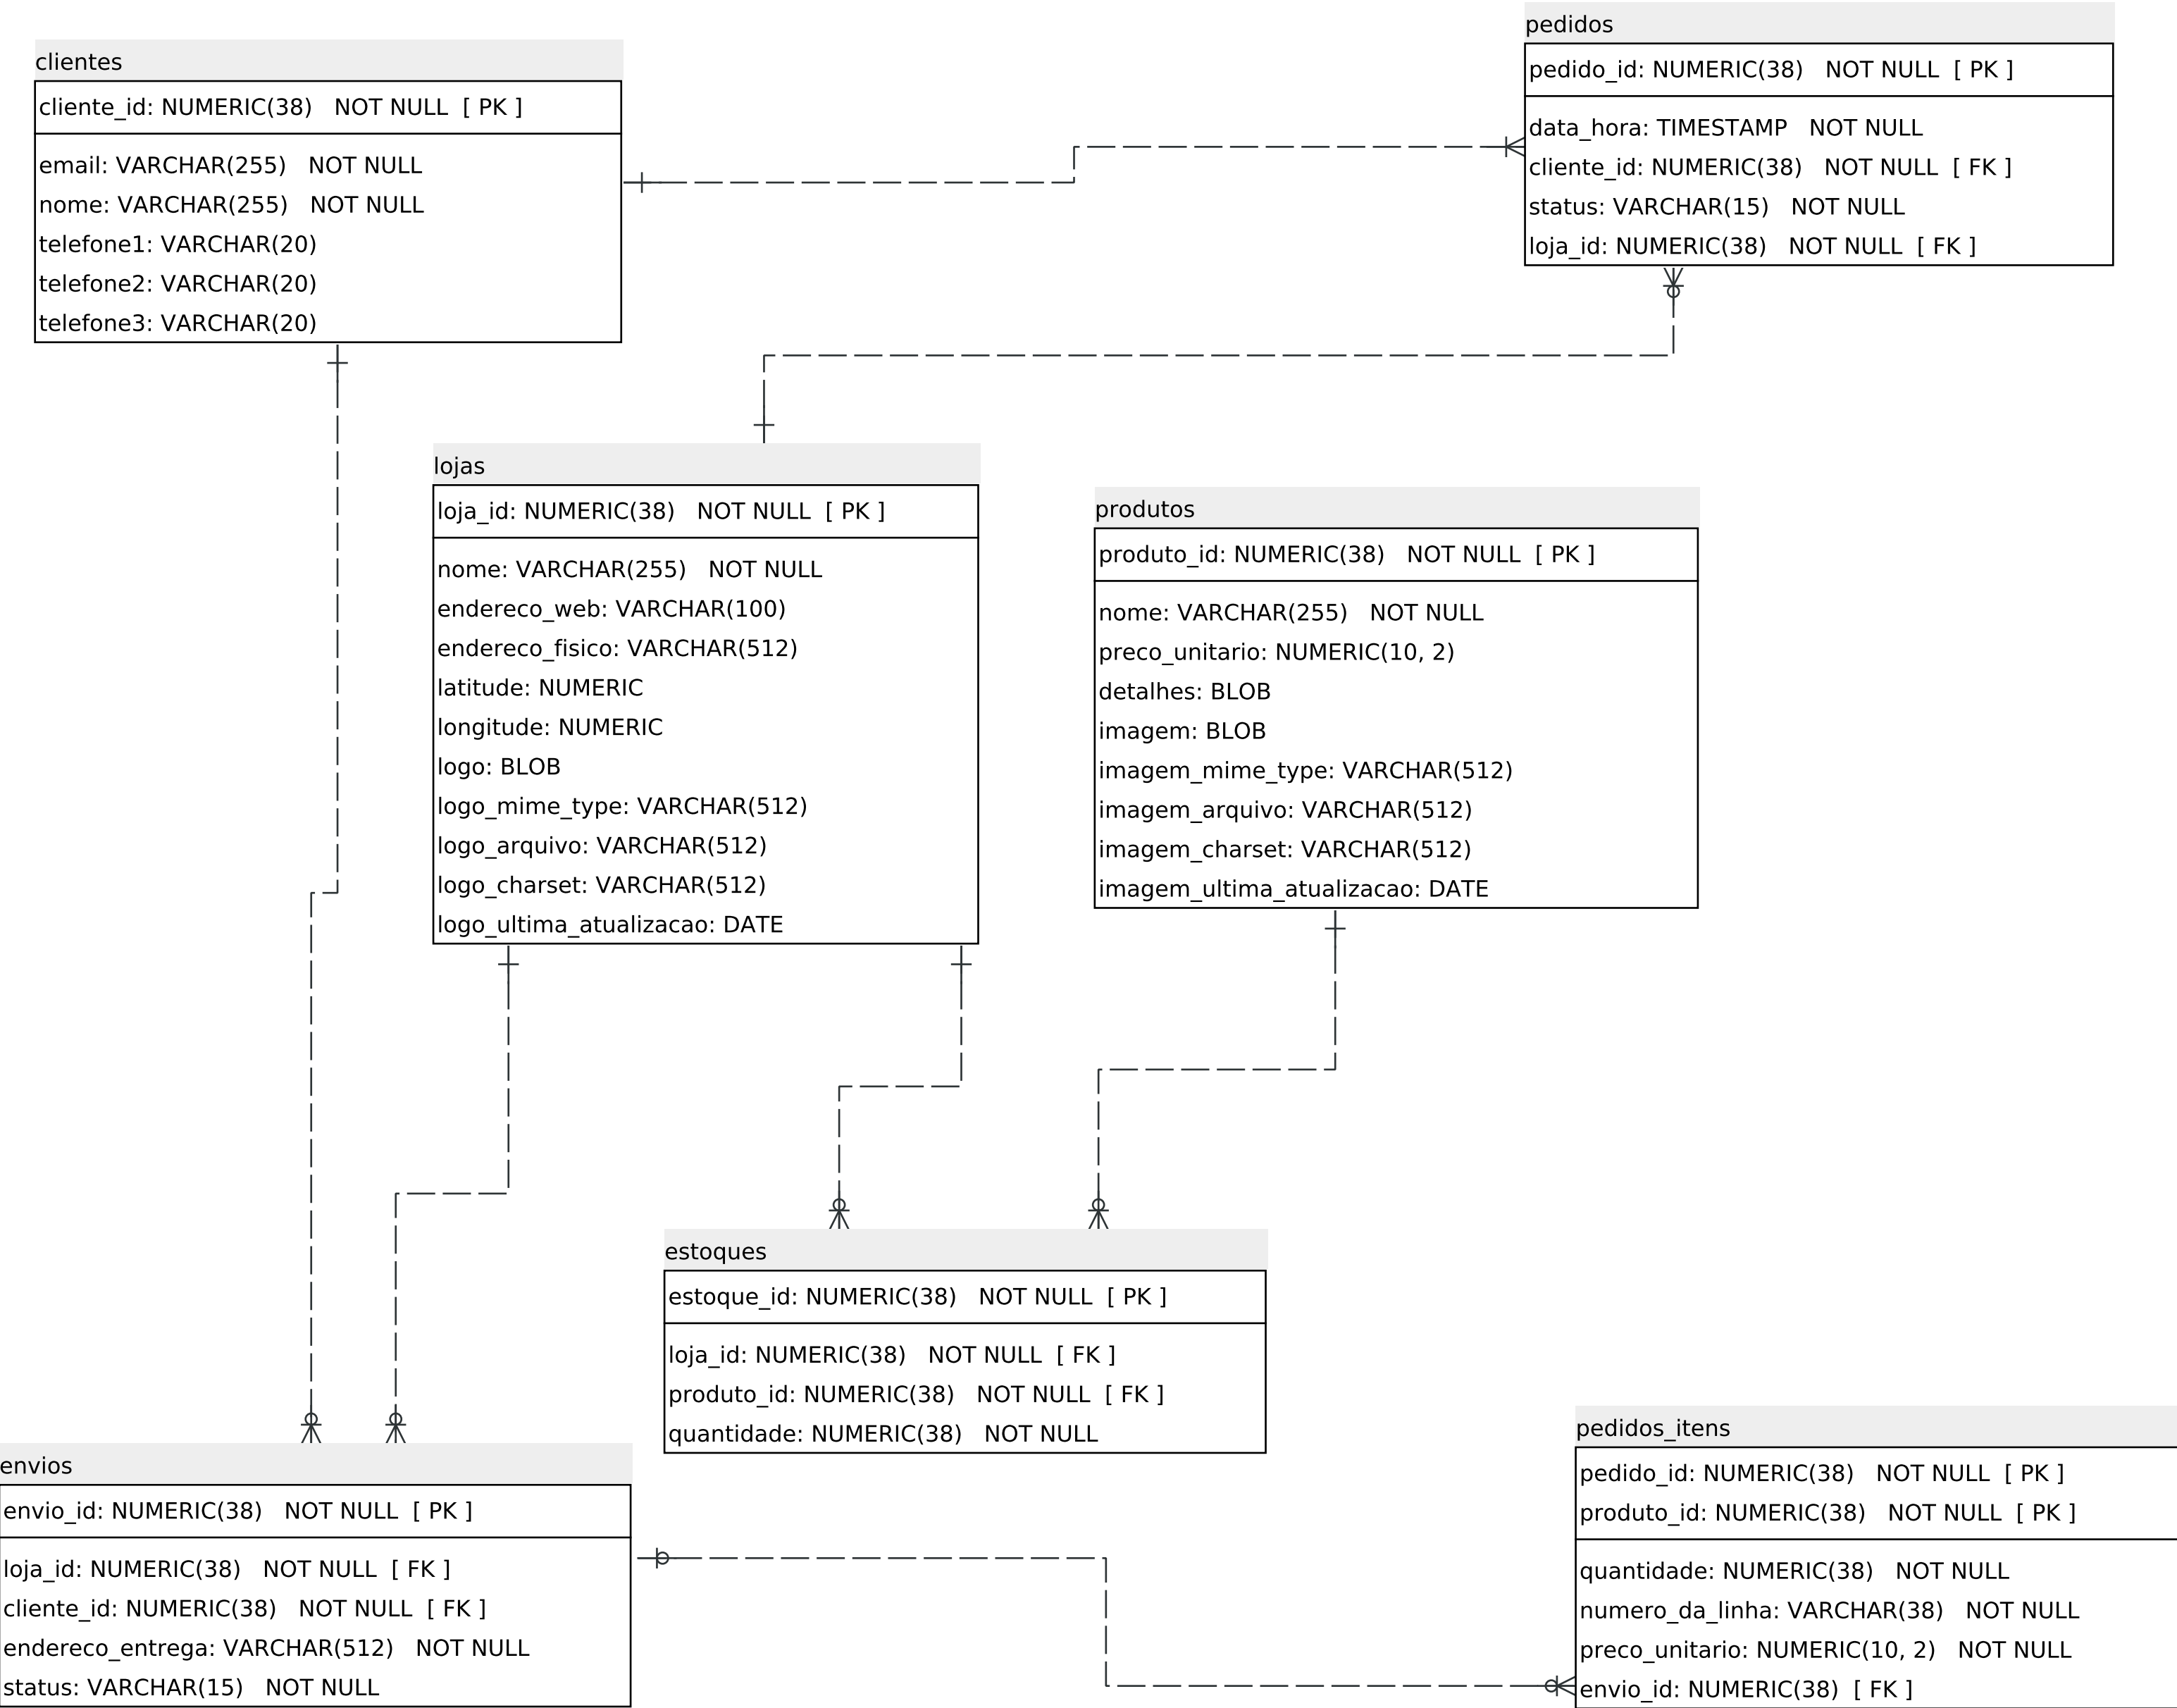 clientes
cliente_id: NUMERIC(38) NOT NULL [ PK ]
email: VARCHAR(255) NOT NULL
nome: VARCHAR(255) NOT NULL
telefone1: VARCHAR(20)
telefone2: VARCHAR(20)
telefone3: VARCHAR(20)
pedidos
pedido_id: NUMERIC(38) NOT NULL [ PK ]
data_hora: TIMESTAMP NOT NULL
cliente_id: NUMERIC(38) NOT NULL [ FK ]
status: VARCHAR(15) NOT NULL
loja_id: NUMERIC(38) NOT NULL [ FK ]
lojas
loja_id: NUMERIC(38) NOT NULL [ PK ]
nome: VARCHAR(255) NOT NULL
endereco_web: VARCHAR(100)
endereco_fisico: VARCHAR(512)
latitude: NUMERIC
longitude: NUMERIC
logo: BLOB
logo_mime_type: VARCHAR(512)
logo_arquivo: VARCHAR(512)
logo_charset: VARCHAR(512)
logo_ultima_atualizacao: DATE
produtos
produto_id: NUMERIC(38) NOT NULL [ PK ]
nome: VARCHAR(255) NOT NULL
preco_unitario: NUMERIC(10, 2)
detalhes: BLOB
imagem: BLOB
imagem_mime_type: VARCHAR(512)
imagem_arquivo: VARCHAR(512)
imagem_charset: VARCHAR(512)
imagem_ultima_atualizacao: DATE
estoques
estoque_id: NUMERIC(38) NOT NULL [ PK ]
loja_id: NUMERIC(38) NOT NULL [ FK ]
produto_id: NUMERIC(38) NOT NULL [ FK ]
quantidade: NUMERIC(38) NOT NULL
envios
envio_id: NUMERIC(38) NOT NULL [ PK ]
loja_id: NUMERIC(38) NOT NULL [ FK ]
cliente_id: NUMERIC(38) NOT NULL [ FK ]
endereco_entrega: VARCHAR(512) NOT NULL
status: VARCHAR(15) NOT NULL
pedidos_itens
pedido_id: NUMERIC(38) NOT NULL [ PK ]
produto_id: NUMERIC(38) NOT NULL [ PK ]
quantidade: NUMERIC(38) NOT NULL
numero_da_linha: VARCHAR(38) NOT NULL
preco_unitario: NUMERIC(10, 2) NOT NULL
envio_id: NUMERIC(38) [ FK ]